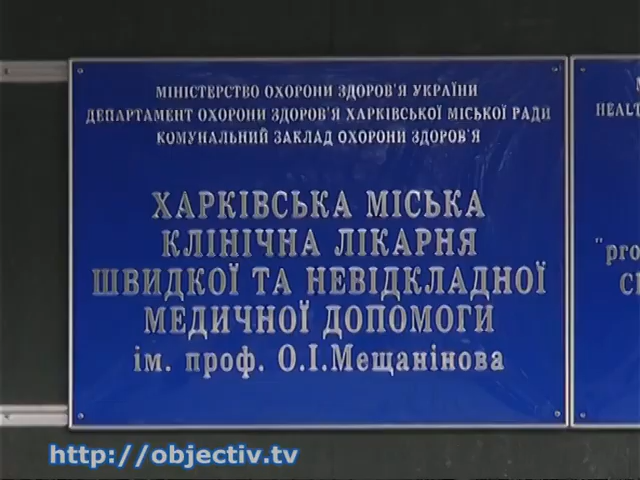 МІНІСТЕРСТВО ОХОРОНИ ЗДОРОВ'Я УКРАЇНИ
ДЕПАРТАМЕНТ ОХОРОНИ ЗДОРОВ'Я ХАРКІВСЬКОЇ МІСЬКОЇ РАДИ
КОМУНАЛЬНИЙ ЗАКЛАД ОХОРОНИ ЗДОРОВ'Я
ХАРКІВСЬКА МІСЬКА
КЛІНІЧНА ЛІКАРНЯ
ШВИДКОЇ ТА НЕВІДКЛАДНОЇ
МЕДИЧНОЇ ДОПОМОГИ
ім. проф. О.І.Мещанінова
http://objectiv.tv